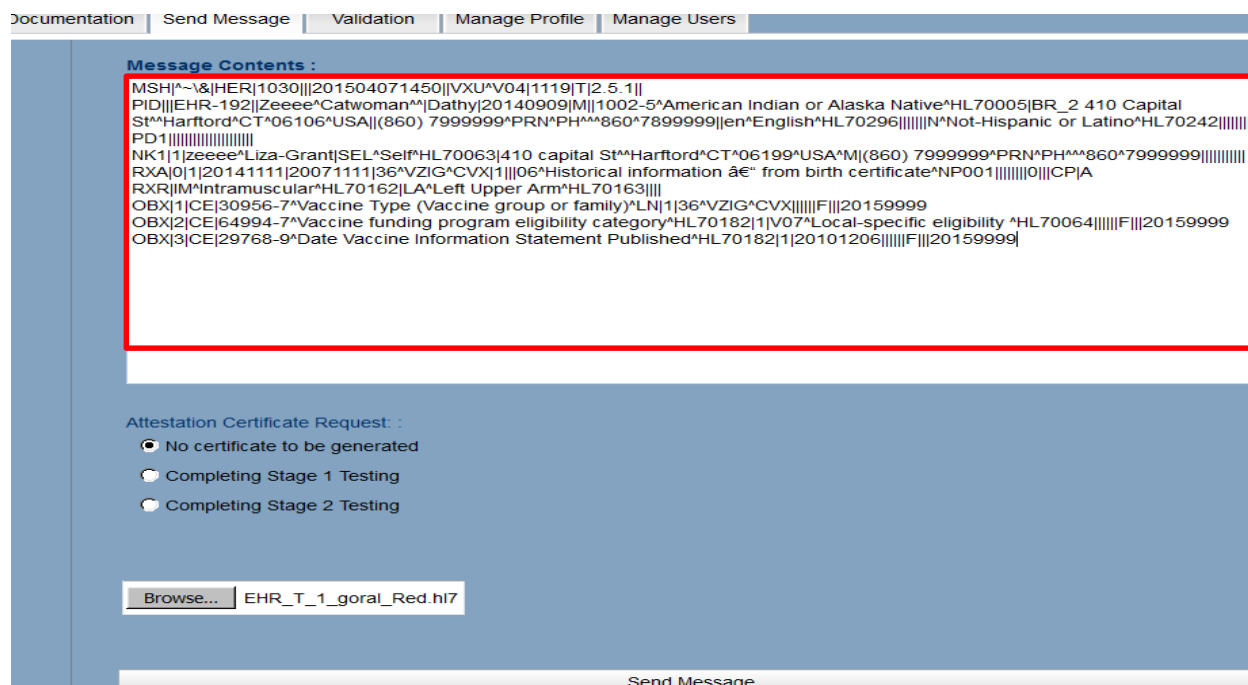 Documentation Send Message Validation Manage Profile Manage Users
Message Contents :
MSH|^~\&|HER|1030|||201504071450||VXU^V04|1119|T|2.5.1||
PID|||EHR-192||Zeeee^Catwoman^^|Dathy|20140909|M||1002-5^American Indian or Alaska Native^HL70005|BR_2 410 Capital
St^^Harftord^CT^06106^USA||(860) 7999999^PRN^PH^^^860^7899999||en^English^HL70296||||||N^Not-Hispanic or Latino^HL70242|||||||
PD1||||||||||||||||||||
NK1|1|zeeee^Liza-Grant|SEL^Self^HL70063|410 capital St^^Harftord^CT^06199^USA^M|(860) 7999999^PRN^PH^^^860^7999999||||||||||
RXA|0|1|20141111|20071111|36^VZIG^CVX|1|||06^Historical information â€“ from birth certificate^NP001|||||||0|||CP|A
RXR|IM^Intramuscular^HL70162|LA^Left Upper Arm^HL70163||||
OBX|1|CE|30956-7^Vaccine Type (Vaccine group or family)^LN|1|36^VZIG^CVX||||||F|||20159999
OBX|2|CE|64994-7^Vaccine funding program eligibility category^HL70182|1|V07^Local-specific eligibility ^HL70064||||||F|||20159999
OBX|3|CE|29768-9^Date Vaccine Information Statement Published^HL70182|1|20101206||||||F|||20159999
Attestation Certificate Request: :
No certificate to be generated
Completing Stage 1 Testing
Completing Stage 2 Testing
Browse... EHR_T_1_goral_Red.hl7
Send Message